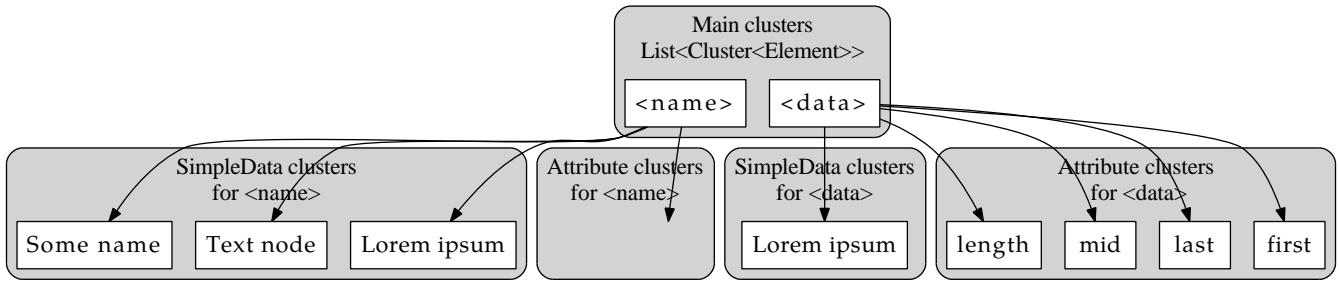 Main clusters
List<Cluster<Element>>
<name>
<data>
SimpleData clusters
for <name>
Some name
Text node
Lorem ipsum
Attribute clusters
for <name>
SimpleData clusters
for <data>
Lorem ipsum
Attribute clusters
for <data>
length
mid
last
first